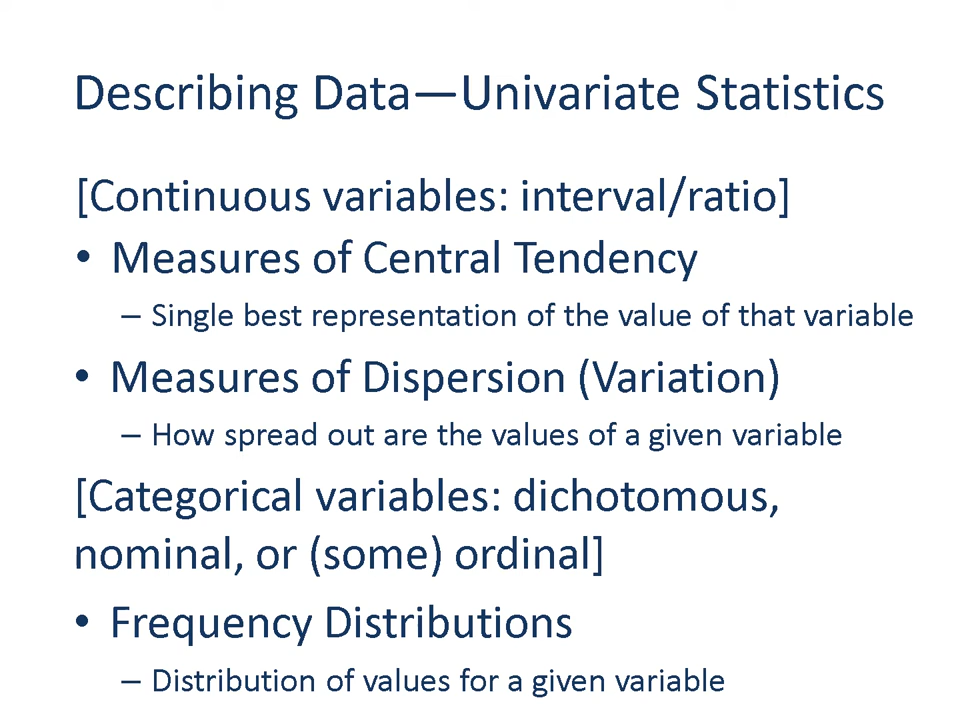 Describing Data—Univariate Statistics
[Continuous variables: interval/ratio]
• Measures of Central Tendency
– Single best representation of the value of that variable
• Measures of Dispersion (Variation)
– How spread out are the values of a given variable
[Categorical variables: dichotomous,
nominal, or (some) ordinal]
• Frequency Distributions
– Distribution of values for a given variable